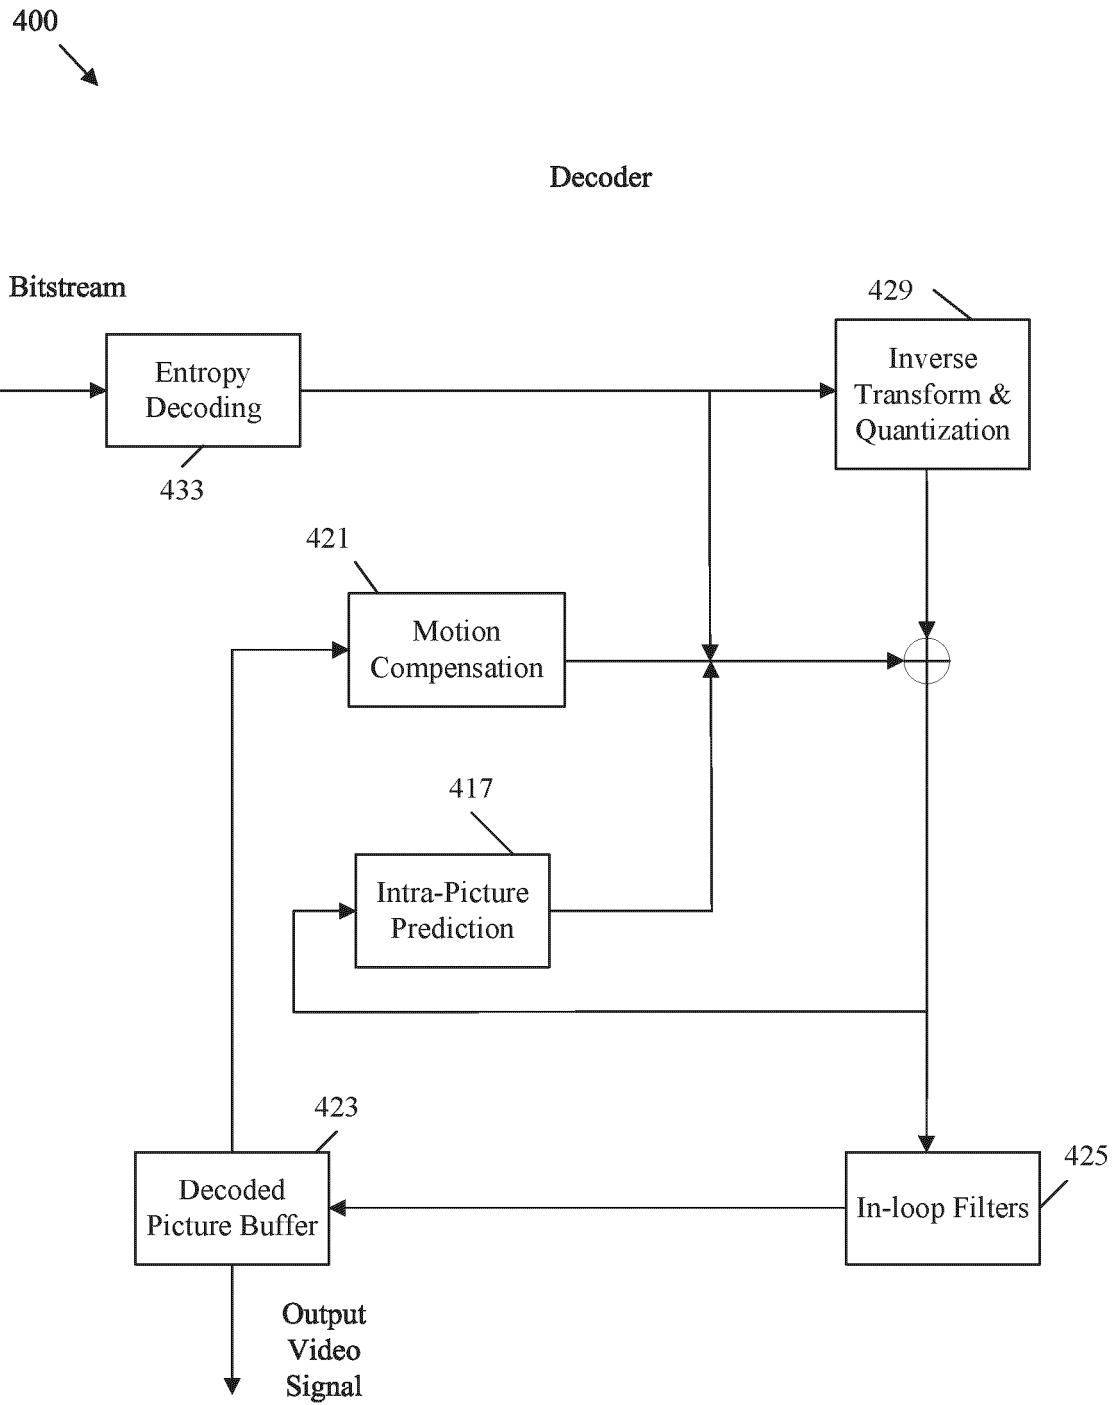 400
Decoder
Bitstream
429
Entropy
Decoding
433
Inverse
Transform &
Quantization
421
Motion
Compensation
417
Intra-Picture
Prediction
423
Decoded
Picture Buffer
425
In-loop Filters
Output
Video
Signal